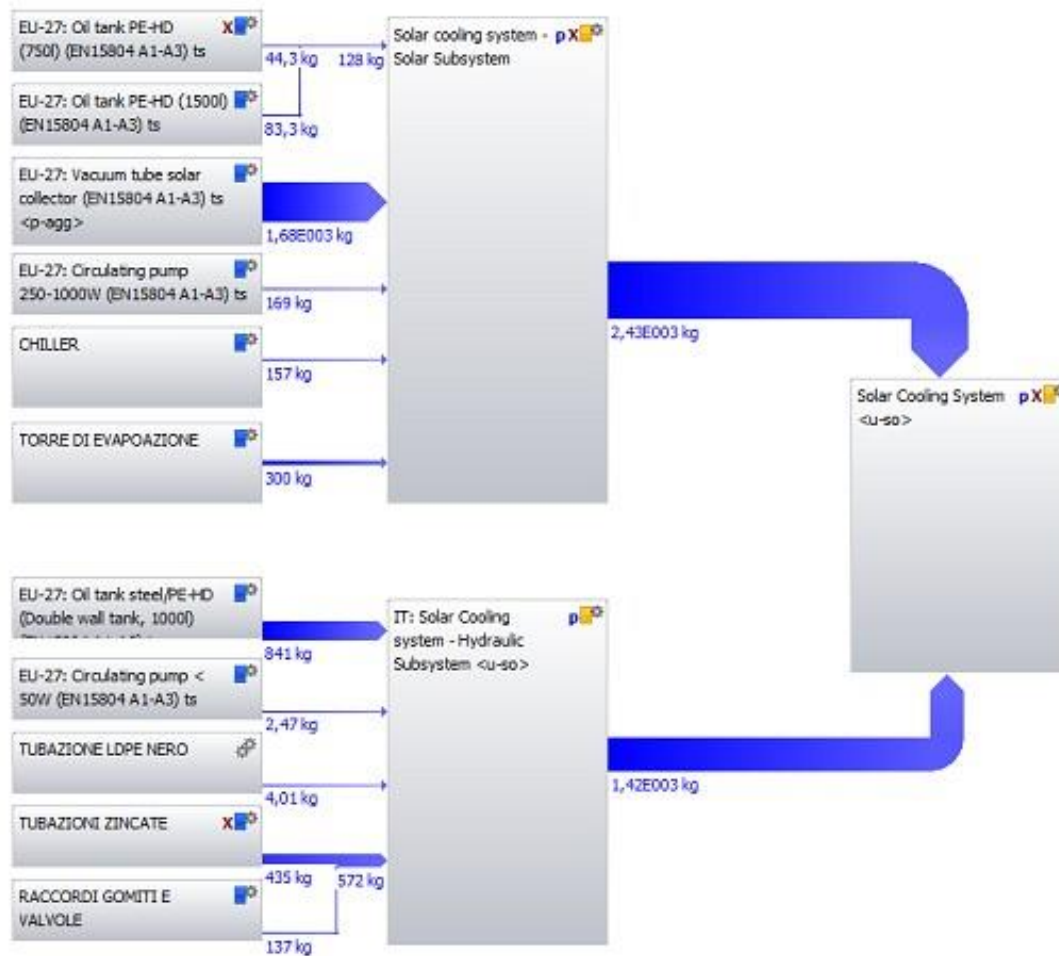 EU-27: Oil tank PE-HD
(750l) (EN15804 A1-A3) ts
X
44,3 kg
128 kg
EU-27: Oil tank PE-HD (1500l)
(EN15804 A1-A3) ts
83,3 kg
EU-27: Vacuum tube solar
collector (EN15804 A1-A3) ts
<p-agg>
1,68E003 kg
EU-27: Circulating pump
250-1000W (EN15804 A1-A3) ts
169 kg
CHILLER
157 kg
TORRE DI EVAPOAZIONE
300 kg
Solar cooling system - p X
Solar Subsystem
2,43E003 kg
Solar Cooling System p X
<u-so>
EU-27: Oil tank steel/PE-HD
(Double wall tank, 1000l)
841 kg
EU-27: Circulating pump <
50W (EN15804 A1-A3) ts
2,47 kg
TUBAZIONE LDPE NERO
4,01 kg
TUBAZIONI ZINCATE X
435 kg
572 kg
RACCORDI GOMITI E
VALVOLE
137 kg
IT: Solar Cooling p
system - Hydraulic
Subsystem <u-so>
1,42E003 kg